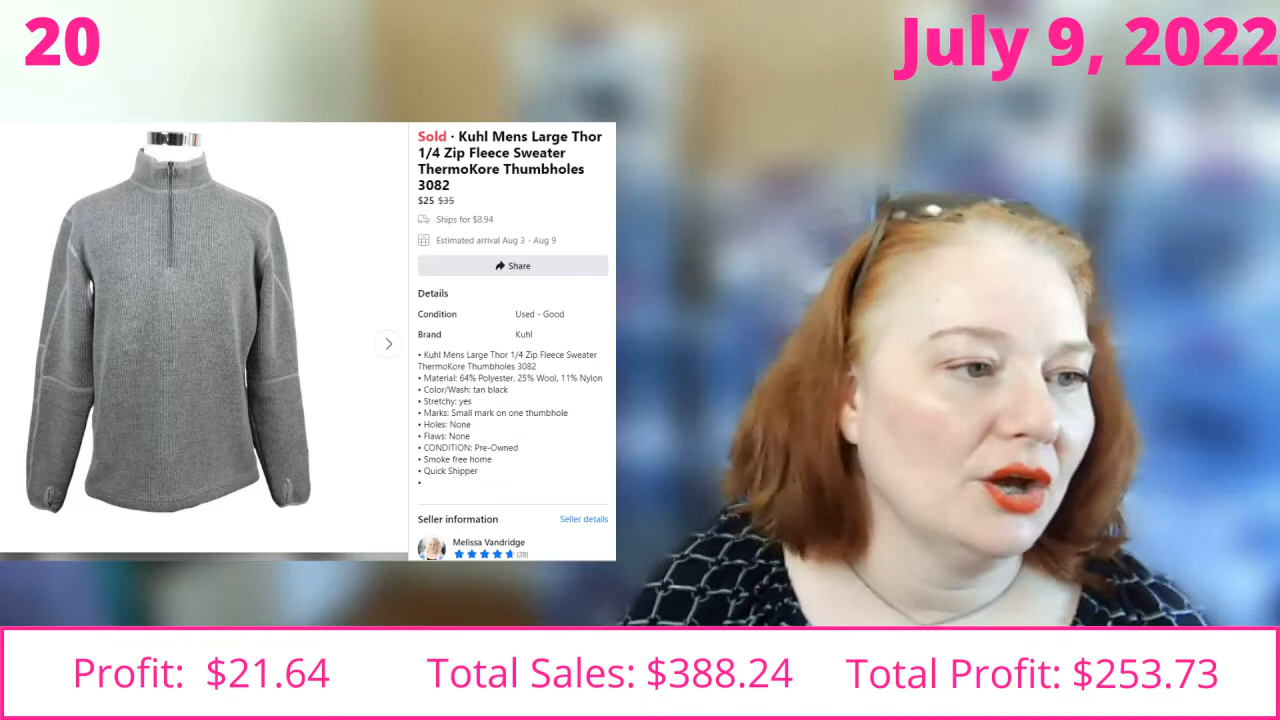 20
July 9, 2022
Sold · Kuhl Mens Large Thor
1/4 Zip Fleece Sweater
ThermoKore Thumbholes
3082
$25 $35
Ships for $8.94
Estimated arrival Aug 3 - Aug 9
Share
Details
Condition Used - Good
Brand Kuhl
• Kuhl Mens Large Thor 1/4 Zip Fleece Sweater
ThermoKore Thumbholes 3082
• Material: 64% Polyester, 25% Wool, 11% Nylon
• Color/Wash: tan black
• Stretchy: yes
• Marks: Small mark on one thumbhole
• Holes: None
• Flaws: None
• CONDITION: Pre-Owned
• Smoke free home
• Quick Shipper
•
Seller information Seller details
Melissa Vandridge
(28)
Profit: $21.64 Total Sales: $388.24 Total Profit: $253.73